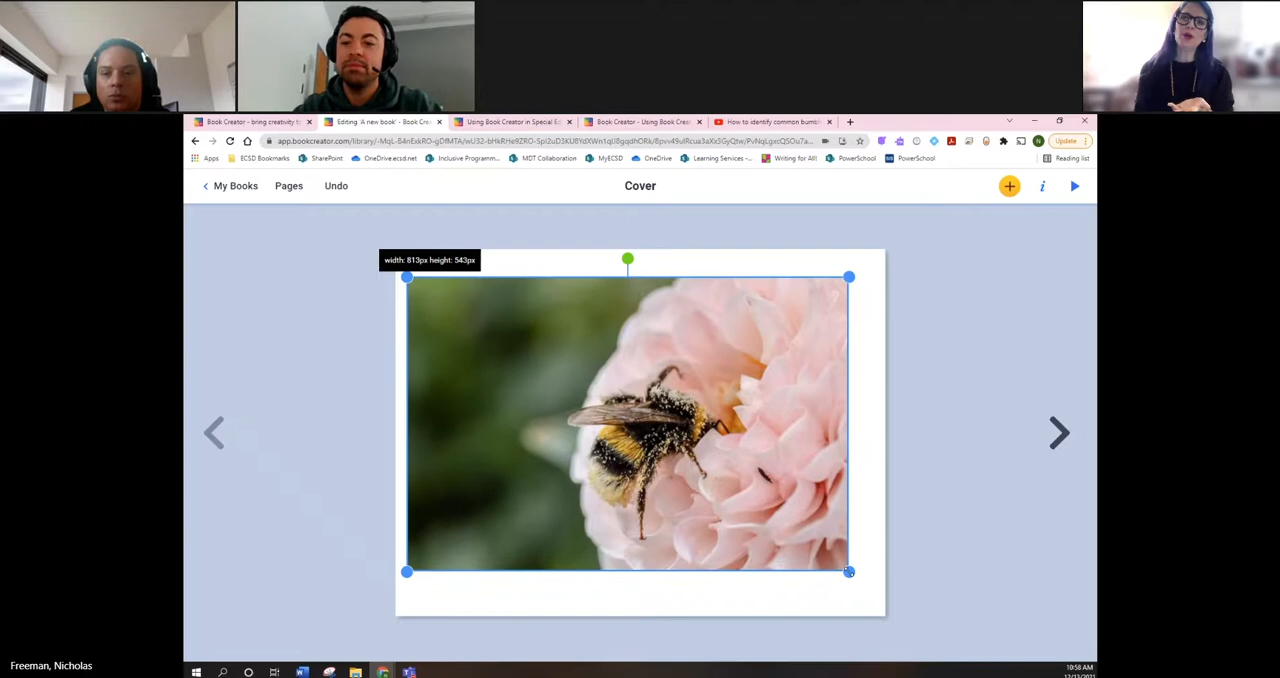 Book Creator - bring creativity to
Editing 'A new book' - Book Crea
Using Book Creator in Special Ed
Book Creator - Using Book Crea
How to identify common bumb
Update
Apps
ECSD Bookmarks
SharePoint
OneDrive.ecsd.net
Inclusive Programm...
MDT Collaboration
MyECSD
OneDrive
Learning Services -...
Writing for All!
PowerSchool
PowerSchool
Reading list
My Books
Pages
Undo
Cover
width: 813px height: 543px
Freeman, Nicholas
10:58 AM